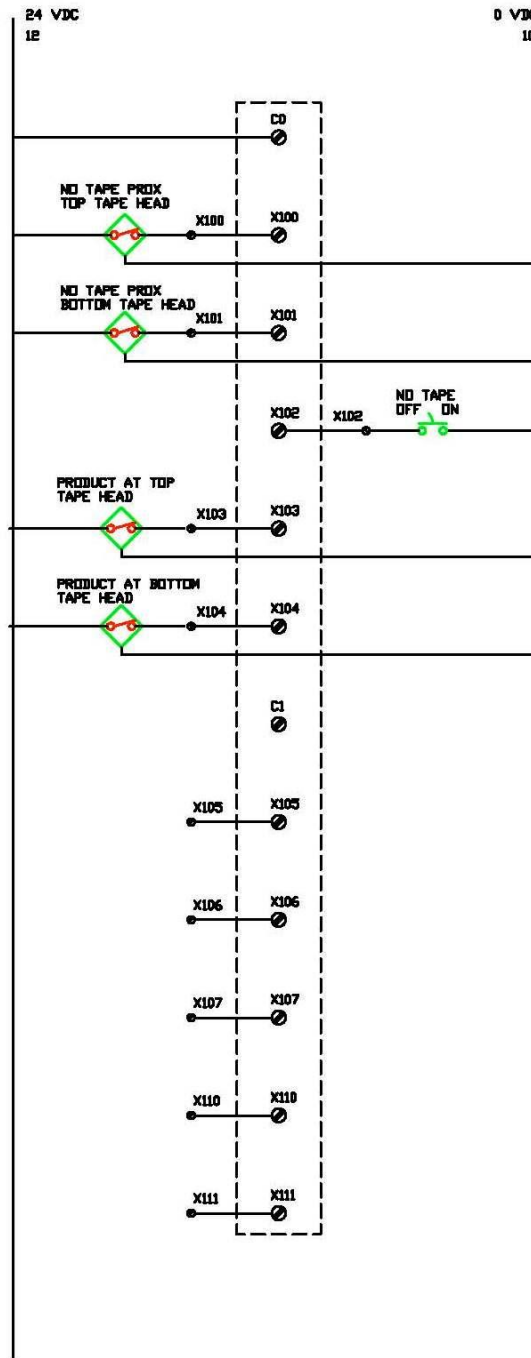 24 VDC
0 VDC
12
C0
NO TAPE PROX
TOP TAPE HEAD
X100
X100
NO TAPE PROX
BOTTOM TAPE HEAD
X101
X101
NO TAPE
OFF ON
X102
X102
PRODUCT AT TOP
TAPE HEAD
X103
X103
PRODUCT AT BOTTOM
TAPE HEAD
X104
X104
C1
X105
X105
X106
X106
X107
X107
X110
X110
X111
X111